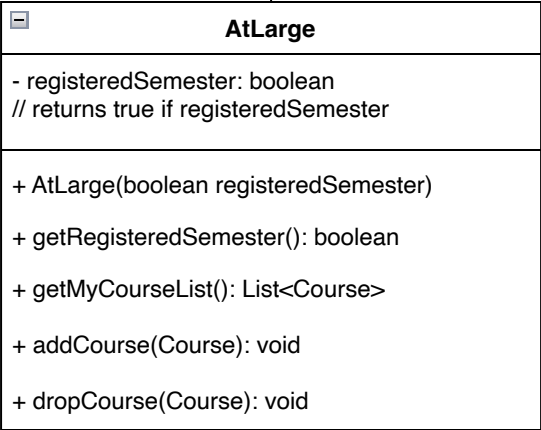 AtLarge
- registeredSemester: boolean
// returns true if registeredSemester
+ AtLarge(boolean registeredSemester)
+ getRegisteredSemester(): boolean
+ getMyCourseList(): List<Course>
+ addCourse(Course): void
+ dropCourse(Course): void